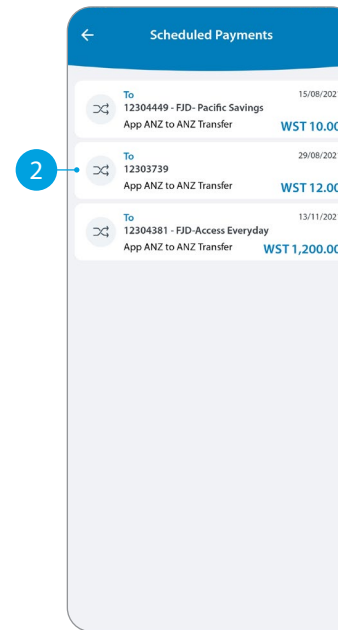 Scheduled Payments
To 15/08/202
12304449 - FJD- Pacific Savings
App ANZ to ANZ Transfer WST 10.00
2
To 29/08/202
12303739
App ANZ to ANZ Transfer WST 12.00
To 13/11/202
12304381 - FJD-Access Everyday
App ANZ to ANZ Transfer WST 1,200.00